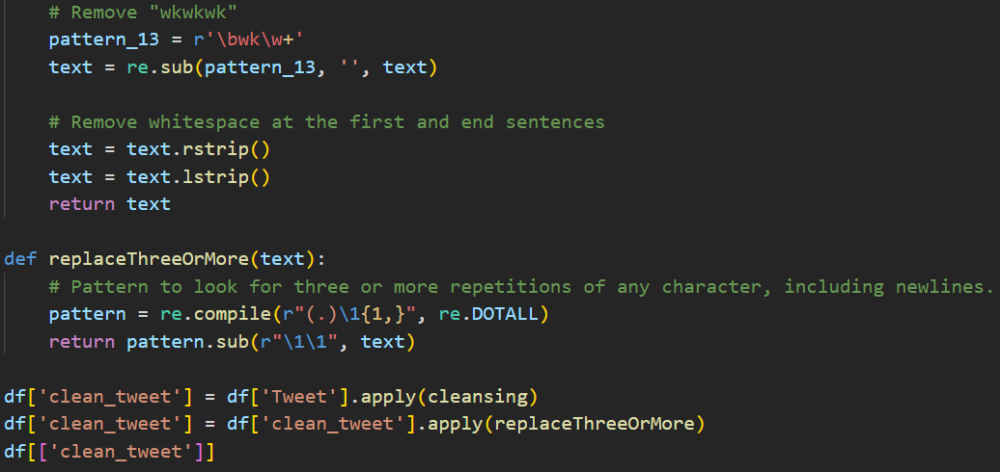 # Remove "wkwkwk"
pattern_13 = r'\bwk\w+'
text = re.sub(pattern_13, '', text)
# Remove whitespace at the first and end sentences
text = text.rstrip()
text = text.lstrip()
return text
def replaceThreeOrMore(text):
# Pattern to look for three or more repetitions of any character, including newlines.
pattern = re.compile(r"(.)\1{1,}", re.DOTALL)
return pattern.sub(r"\1\1", text)
df['clean_tweet'] = df['Tweet'].apply(cleansing)
df['clean_tweet'] = df['clean_tweet'].apply(replaceThreeOrMore)
df[['clean_tweet']]